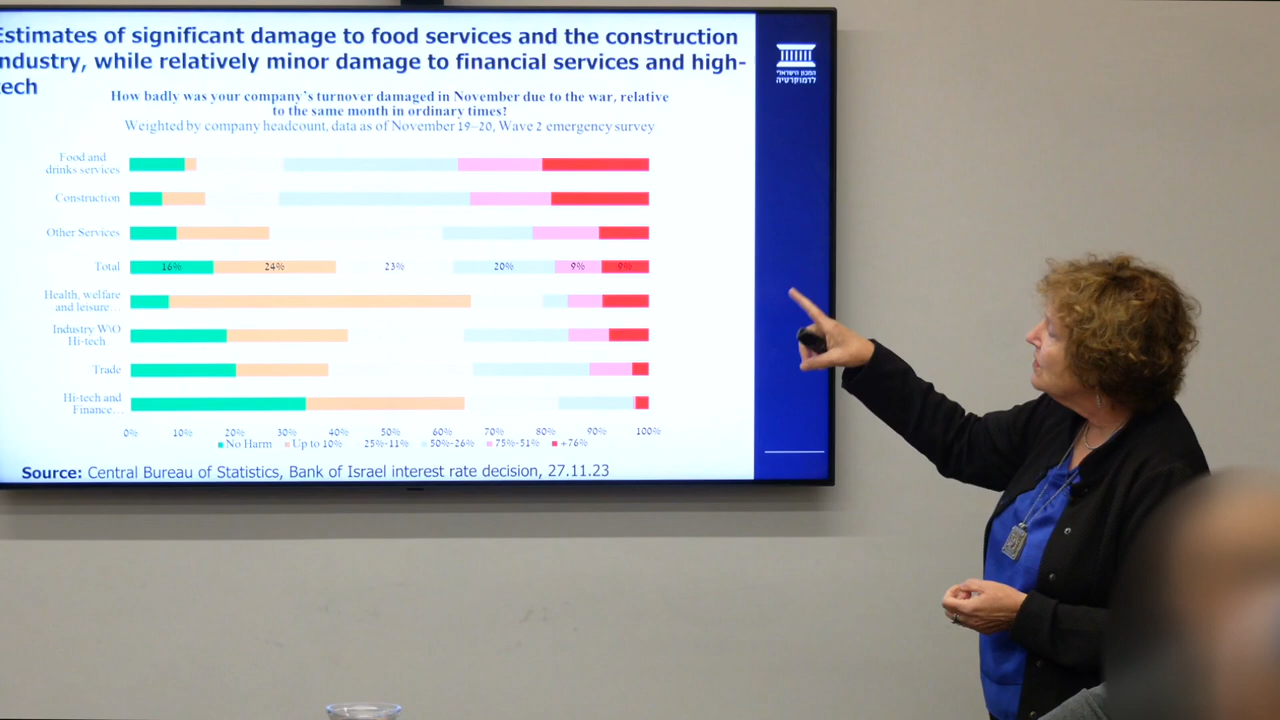 Estimates of significant damage to food services and the construction
industry, while relatively minor damage to financial services and high-
tech
המכון הישראלי
לדמוקרטיה
How badly was your company's turnover damaged in November due to the war, relative
to the same month in ordinary times?
Weighted by company headcount, data as of November 19–20, Wave 2 emergency survey
Food and
drinks services
Construction
Other Services
Total 16% 24% 23% 20% 9% 9%
Health, welfare
and leisure...
Industry W\O
Hi-tech
Trade
Hi-tech and
Finance...
0% 10% 20% 30% 40% 50% 60% 70% 80% 90% 100%
No Harm Up to 10% 25%-11% 50%-26% 75%-51% +76%
Source: Central Bureau of Statistics, Bank of Israel interest rate decision, 27.11.23